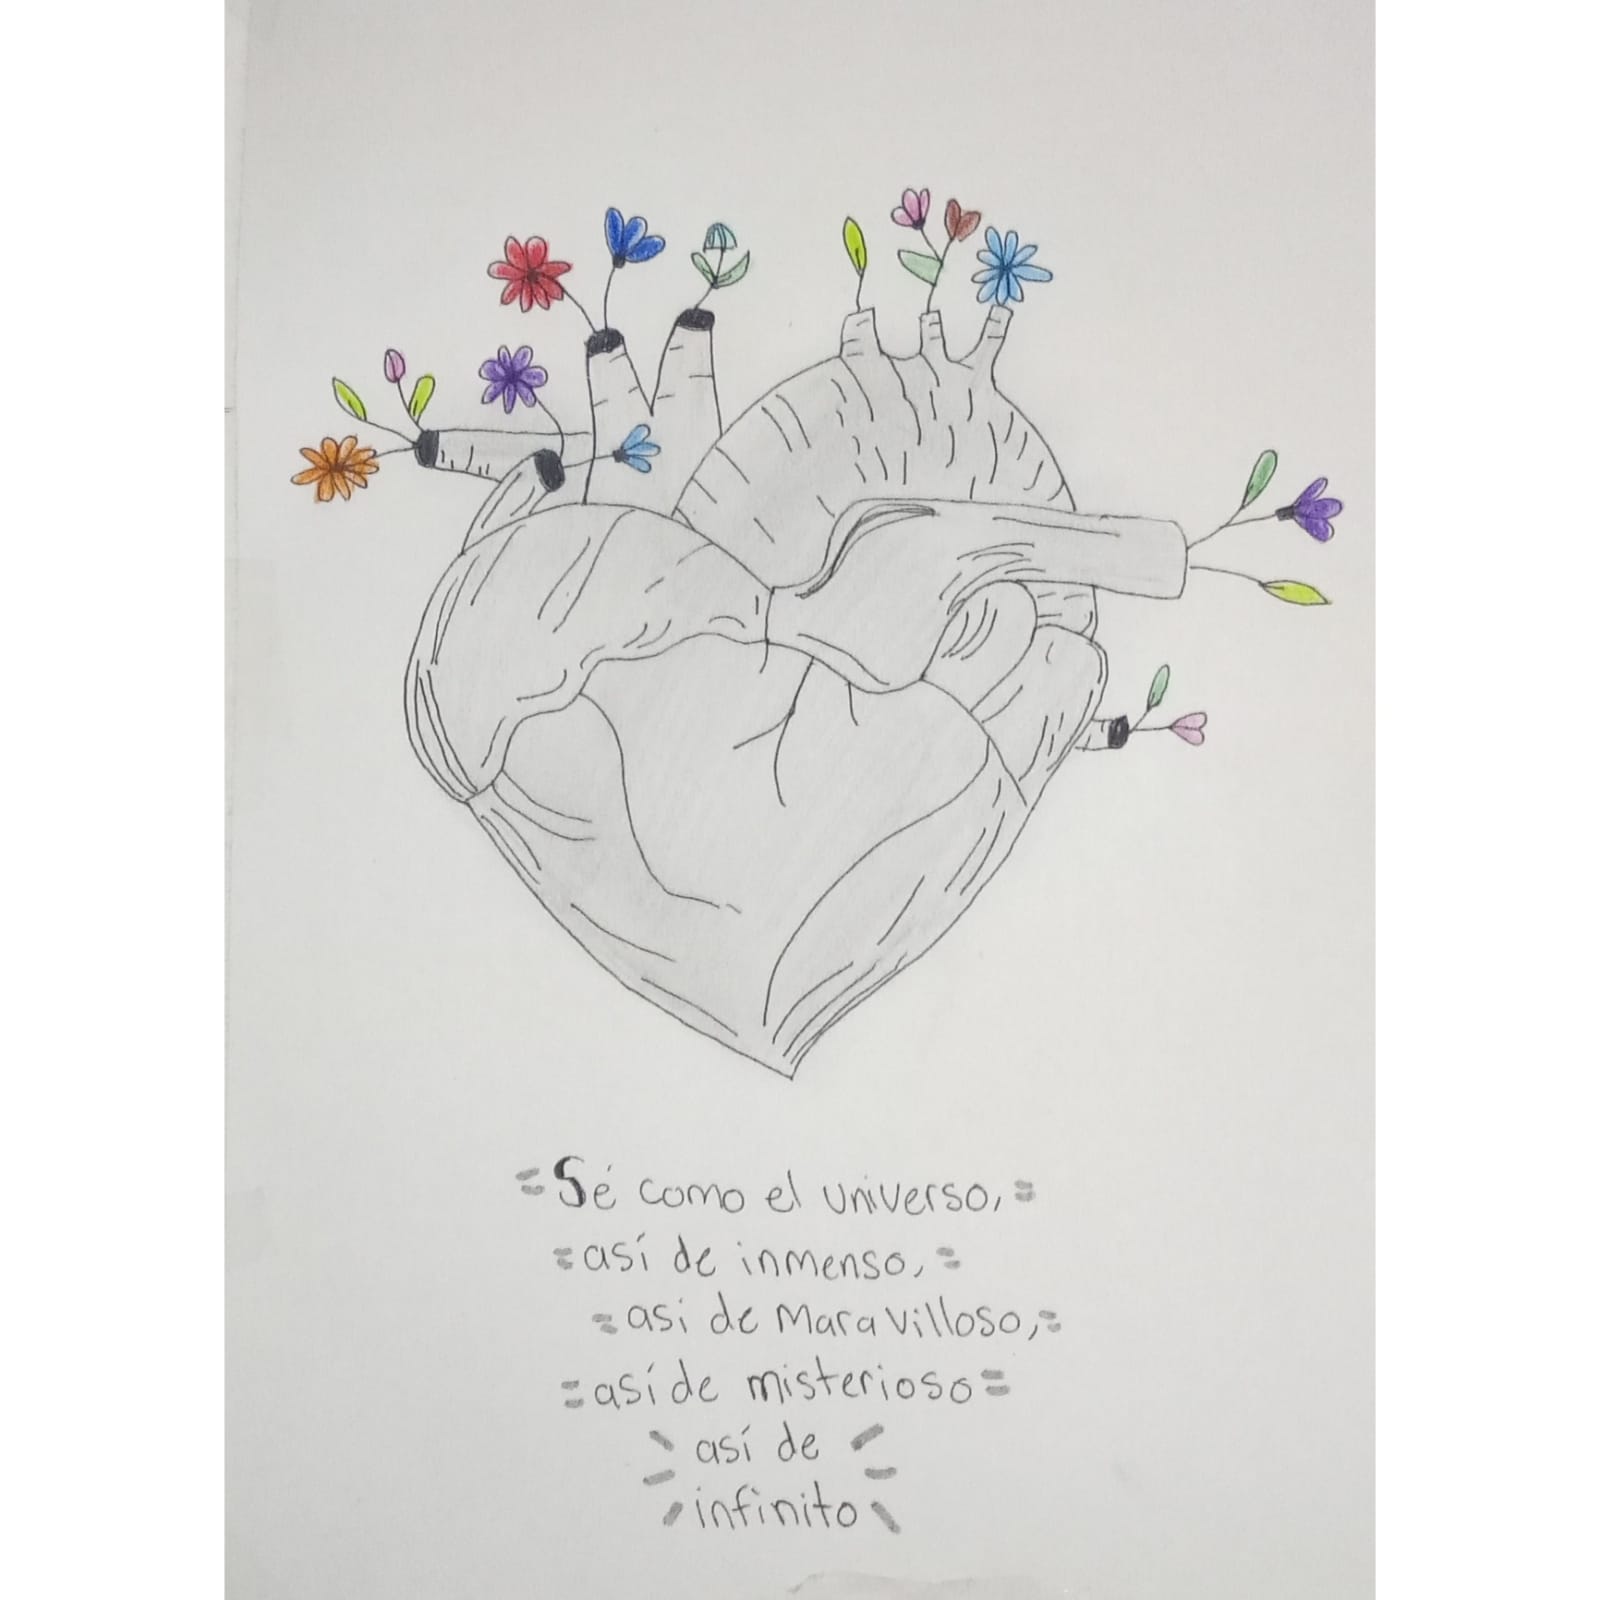 Sé como el universo,
así de inmenso,
asi de maravilloso,
así de misterioso
así de
infinito